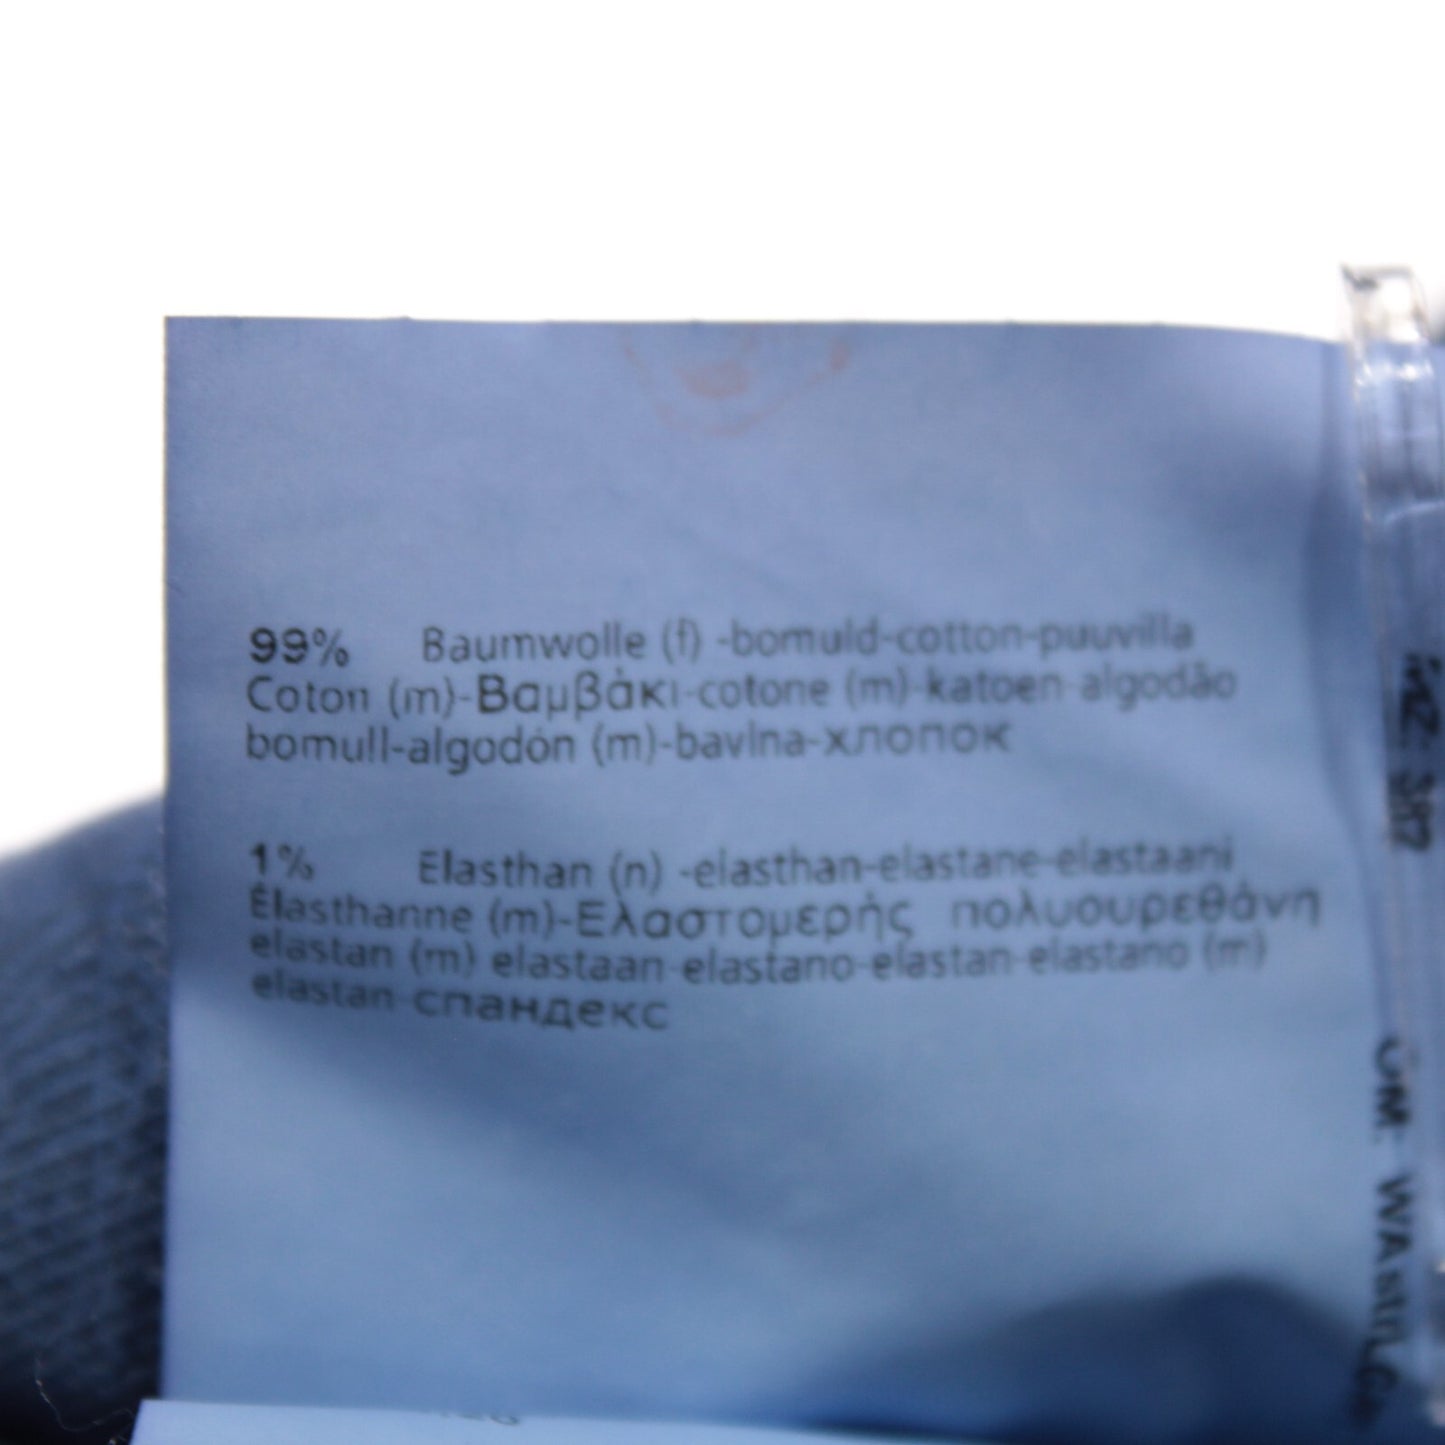 99% Baumwolle (f) -bomuld-cotton-puuvilla
Coton (m)-Βαμβάκι-cotone (m)-katoen-algodão
bomull-algodón (m)-bavlna-хлопок
1% Elasthan (n) -elasthan-elastane-elastaani
Élasthanne (m)-Ελαστομερής πολυουρεθάνη
elastan (m) elastaan-elastano-elastan-elastano (m)
elastan-спандекс